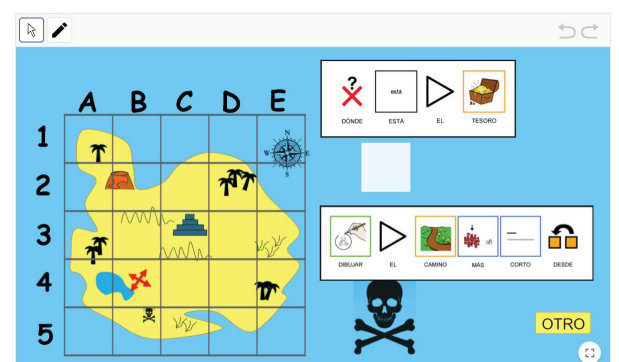 ?
está
DÓNDE ESTÁ EL TESORO
A B C D E
1
N
W E
S
2
3
DIBUJAR EL CAMINO MÁS CORTO DESDE
4
5
OTRO